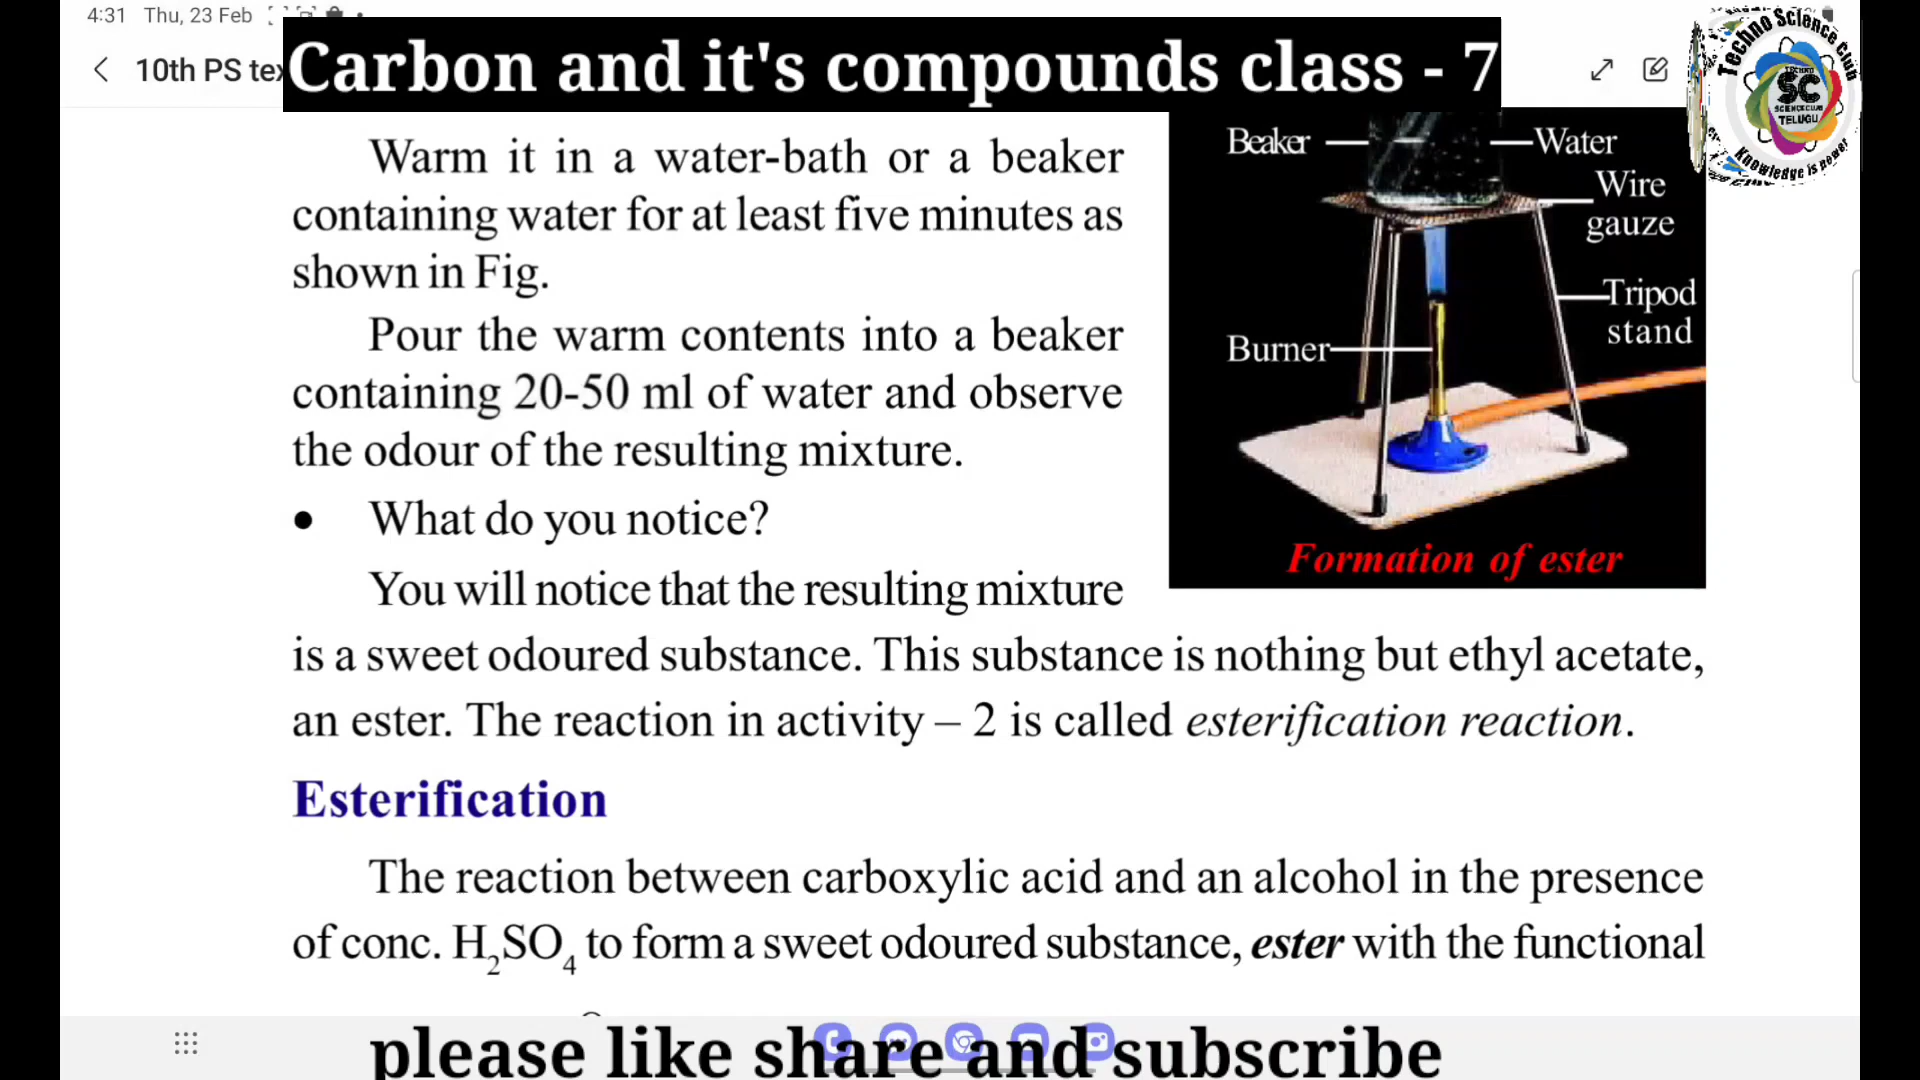 4:31 Thu, 23 Feb
10th PS tex
Carbon and it's compounds class - 7
Techno Science Club
TECHNO
SC
SCIENCE CLUB
TELUGU
Knowledge is power
Warm it in a water-bath or a beaker
containing water for at least five minutes as
shown in Fig.
Pour the warm contents into a beaker
containing 20-50 ml of water and observe
the odour of the resulting mixture.
• What do you notice?
You will notice that the resulting mixture
is a sweet odoured substance. This substance is nothing but ethyl acetate,
an ester. The reaction in activity – 2 is called esterification reaction.
Beaker
Water
Wire
gauze
Tripod
stand
Burner
Formation of ester
Esterification
The reaction between carboxylic acid and an alcohol in the presence
of conc. H₂SO₄ to form a sweet odoured substance, ester with the functional
please like share and subscribe